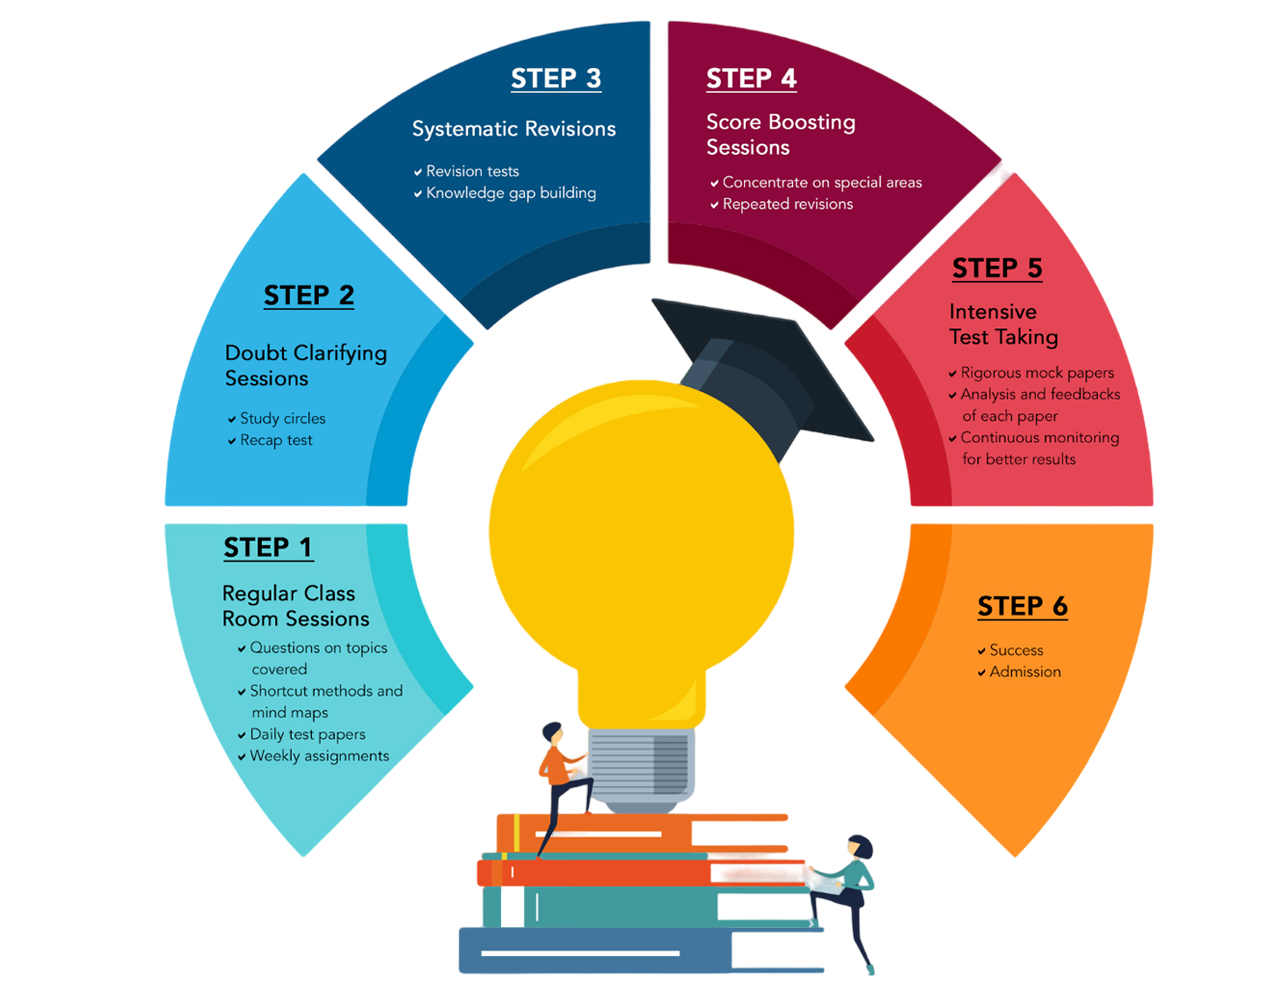 STEP 1
Regular Class
Room Sessions
✔ Questions on topics
covered
✔ Shortcut methods and
mind maps
✔ Daily test papers
✔ Weekly assignments
STEP 2
Doubt Clarifying
Sessions
✔ Study circles
✔ Recap test
STEP 3
Systematic Revisions
✔ Revision tests
✔ Knowledge gap building
STEP 4
Score Boosting
Sessions
✔ Concentrate on special areas
✔ Repeated revisions
STEP 5
Intensive
Test Taking
✔ Rigorous mock papers
✔ Analysis and feedbacks
of each paper
✔ Continuous monitoring
for better results
STEP 6
✔ Success
✔ Admission